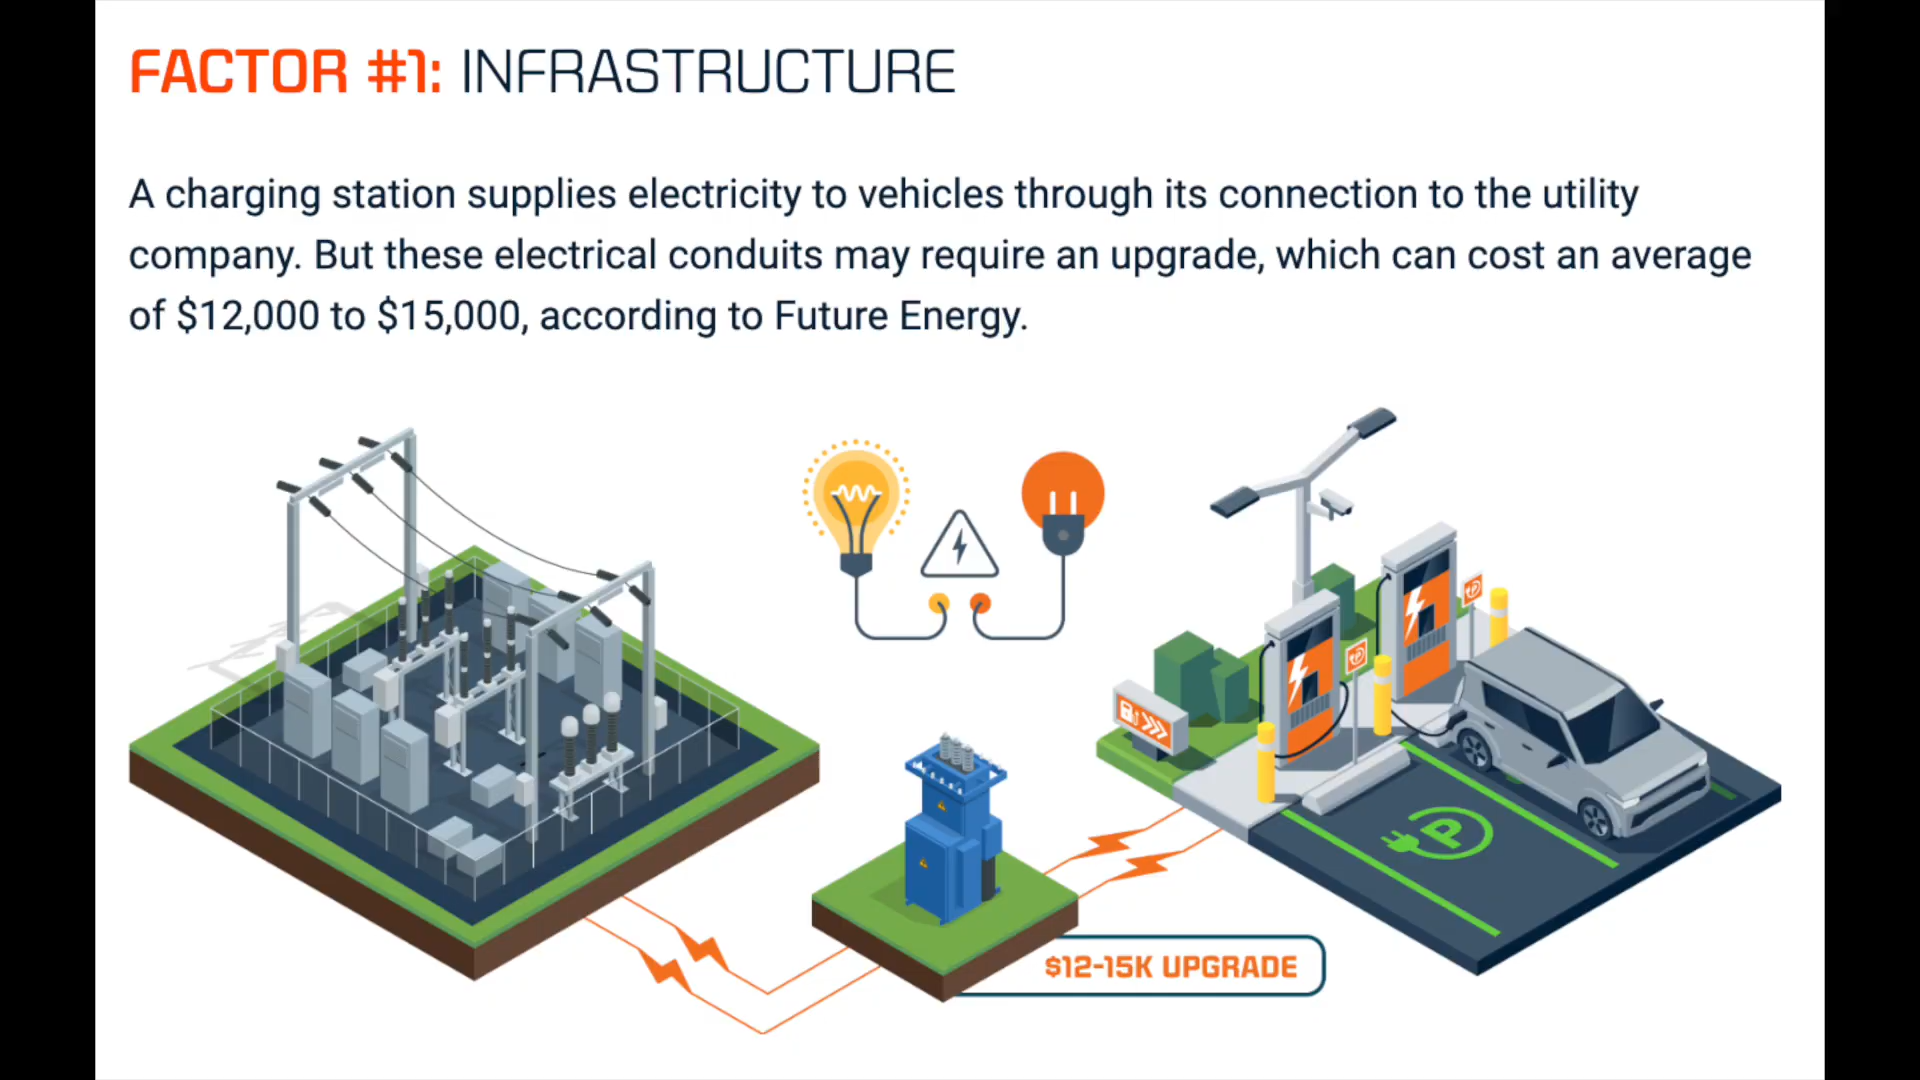 FACTOR #1: INFRASTRUCTURE
A charging station supplies electricity to vehicles through its connection to the utility
company. But these electrical conduits may require an upgrade, which can cost an average
of $12,000 to $15,000, according to Future Energy.
P
$12-15K UPGRADE